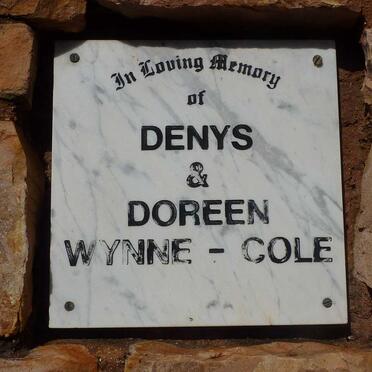 In Loving Memory
of
DENYS
&
DOREEN
WYNNE - COLE